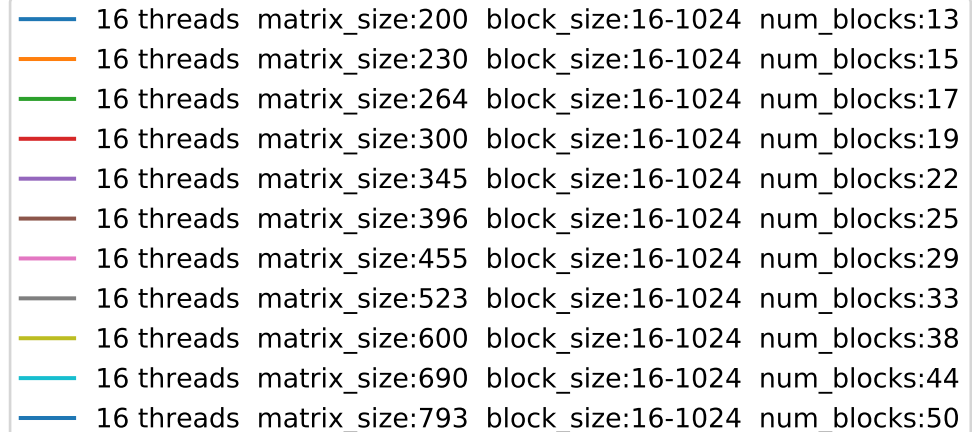 16 threads  matrix_size:200  block_size:16-1024  num_blocks:13
16 threads  matrix_size:230  block_size:16-1024  num_blocks:15
16 threads  matrix_size:264  block_size:16-1024  num_blocks:17
16 threads  matrix_size:300  block_size:16-1024  num_blocks:19
16 threads  matrix_size:345  block_size:16-1024  num_blocks:22
16 threads  matrix_size:396  block_size:16-1024  num_blocks:25
16 threads  matrix_size:455  block_size:16-1024  num_blocks:29
16 threads  matrix_size:523  block_size:16-1024  num_blocks:33
16 threads  matrix_size:600  block_size:16-1024  num_blocks:38
16 threads  matrix_size:690  block_size:16-1024  num_blocks:44
16 threads  matrix_size:793  block_size:16-1024  num_blocks:50